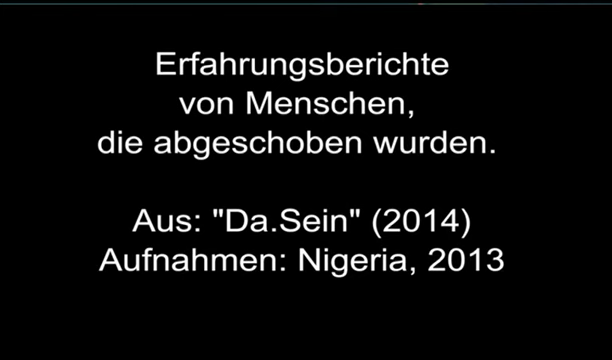 Erfahrungsberichte
von Menschen,
die abgeschoben wurden.
Aus: "Da.Sein" (2014)
Aufnahmen: Nigeria, 2013